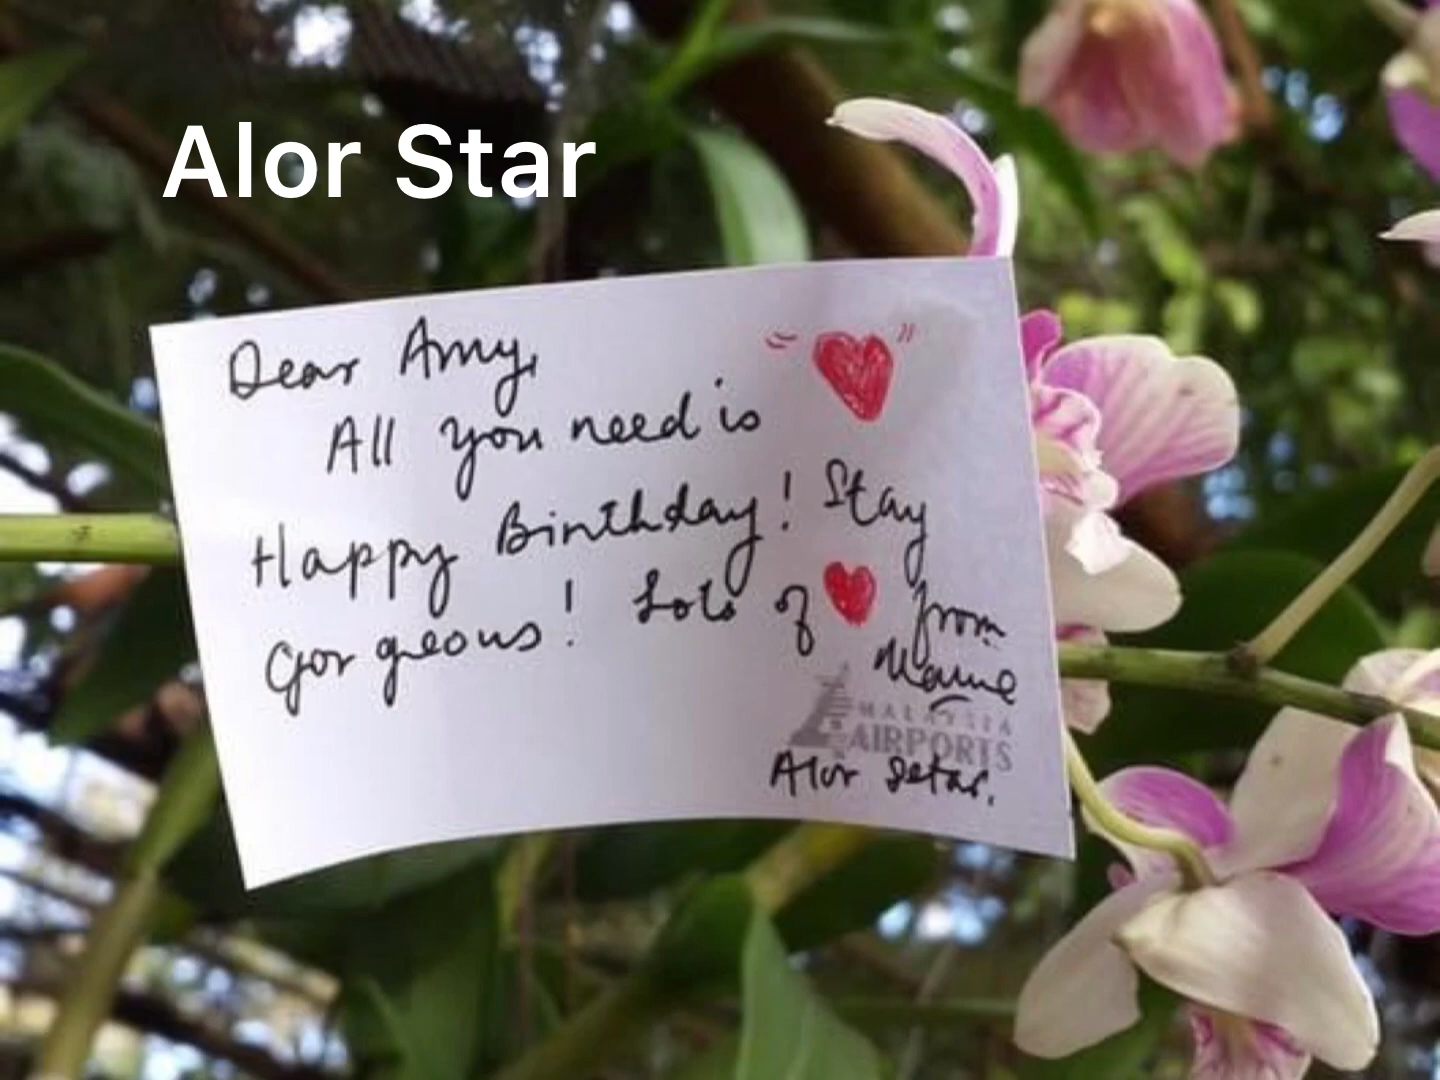 Alor Star
Dear Amy,
All you need is " ❤ "
Happy Birthday! Stay
Gorgeous! Lots of ❤ from
MALAYSIA
AIRPORTS
Alor Setar.